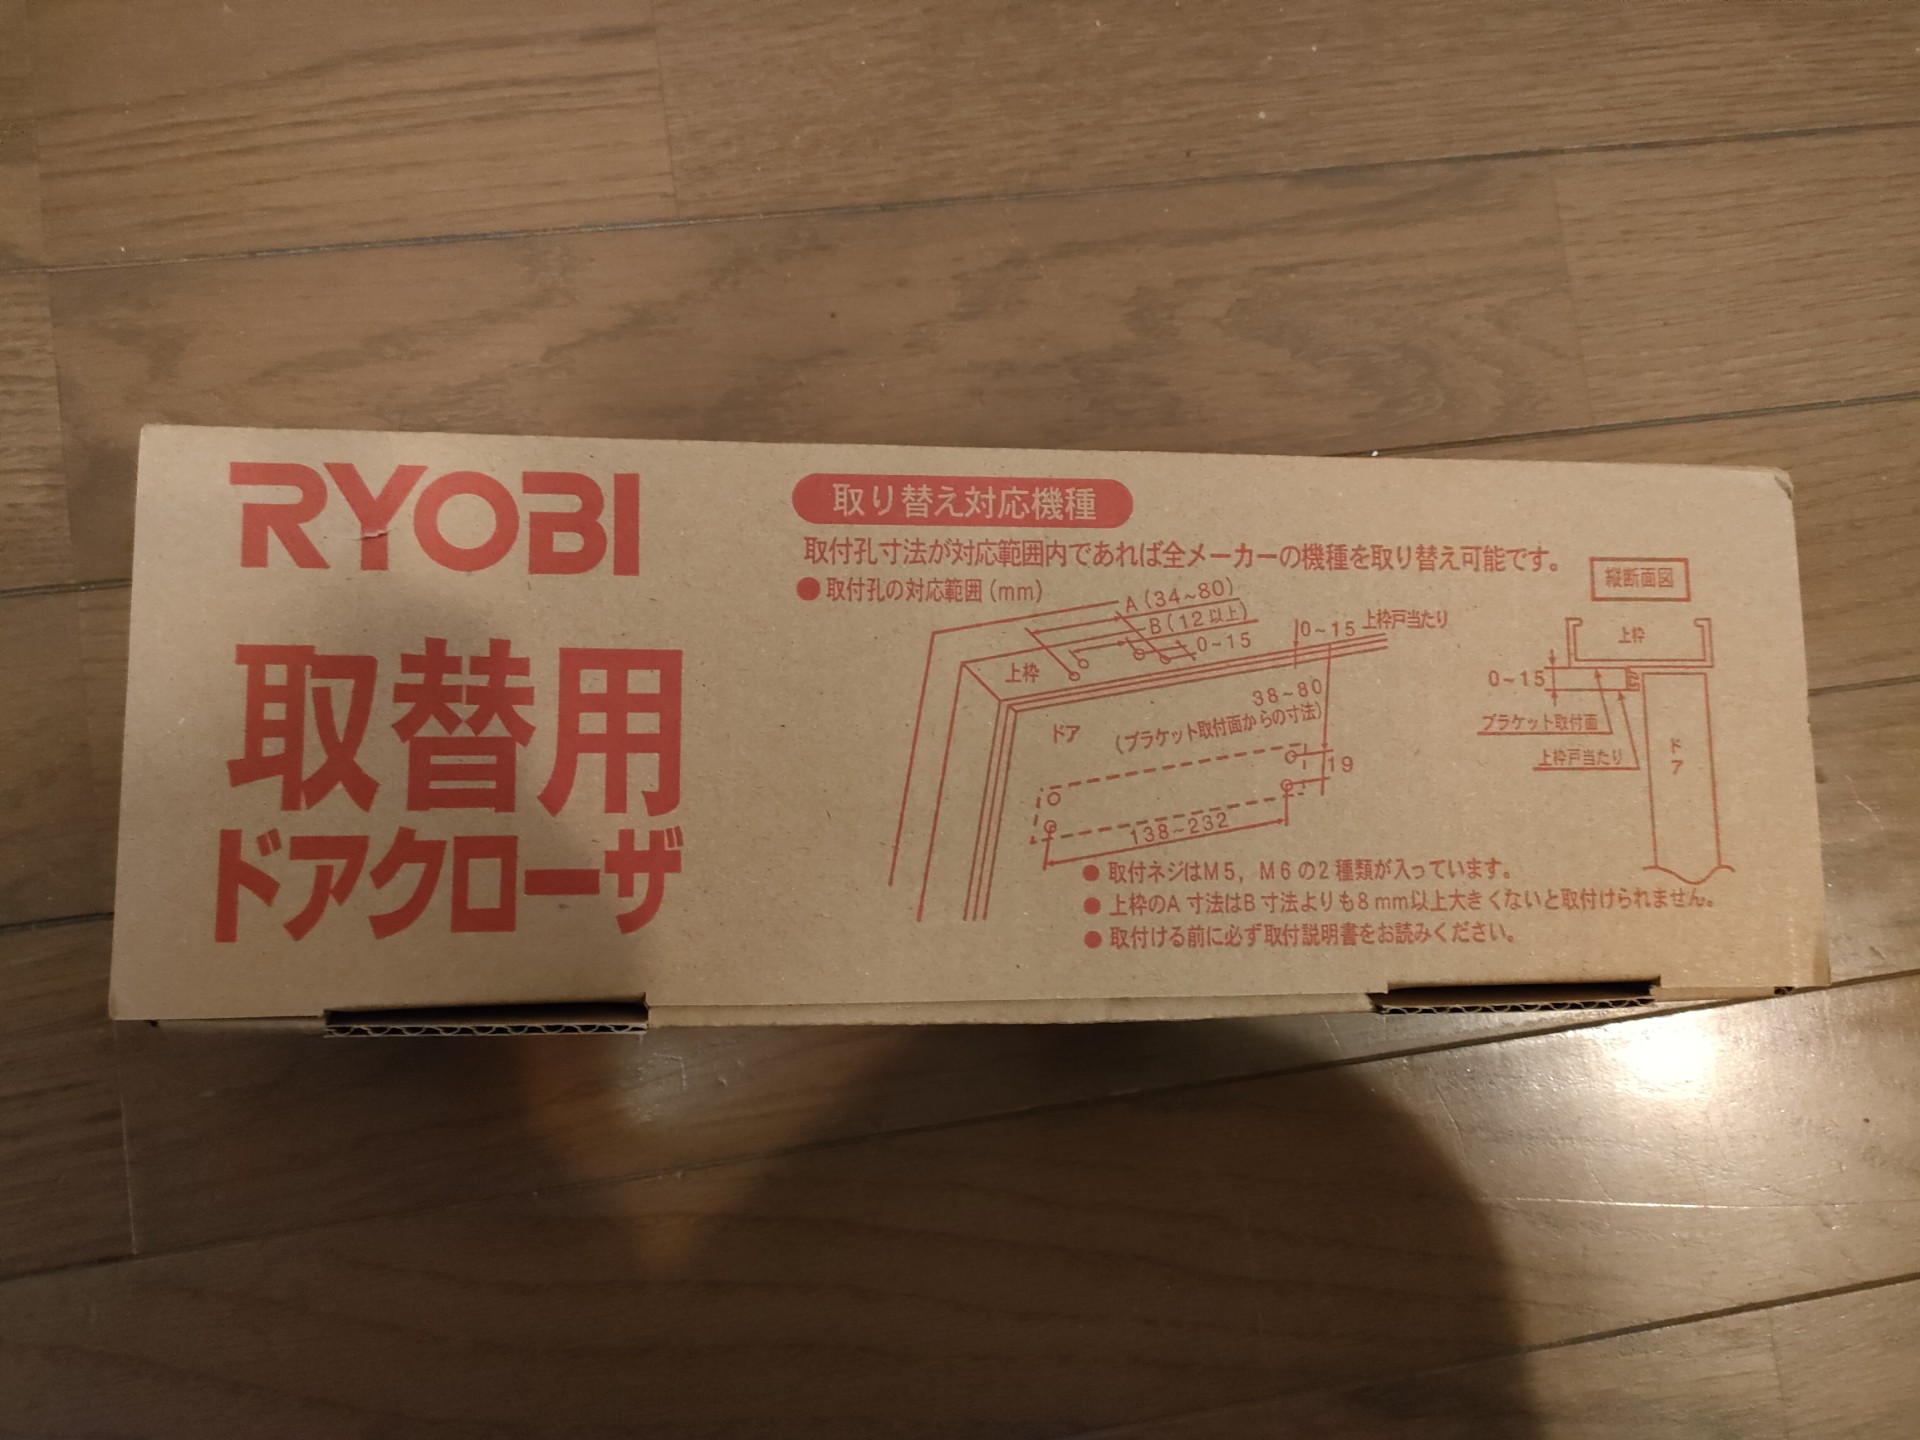 RYOBI
取替用
ドアクローザ
取り替え対応機種
取付孔寸法が対応範囲内であれば全メーカーの機種を取り替え可能です。
●取付孔の対応範囲(mm)
A(34~80)
B(12以上)
0~15
0~15
上枠戸当たり
上枠
38~80
(ブラケット取付面からの寸法)
ドア
19
138~232
縦断面図
上枠
0~15
ブラケット取付面
上枠戸当たり
ドア
●取付ネジはM5, M6の2種類が入っています。
●上枠のA寸法はB寸法よりも8mm以上大きくないと取付けられません。
●取付ける前に必ず取付説明書をお読みください。